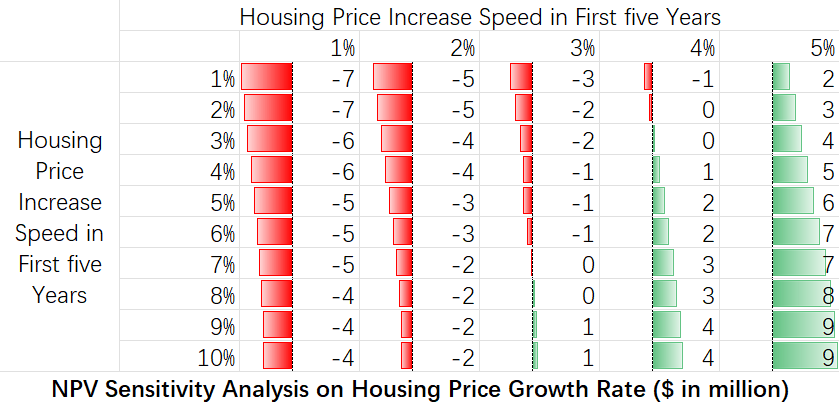 Housing Price Increase Speed in First five Years
1% 2% 3% 4% 5%
1% -7 -5 -3 -1 2
2% -7 -5 -2 0 3
Housing 3% -6 -4 -2 0 4
Price 4% -6 -4 -1 1 5
Increase 5% -5 -3 -1 2 6
Speed in 6% -5 -3 -1 2 7
First five 7% -5 -2 0 3 7
Years 8% -4 -2 0 3 8
9% -4 -2 1 4 9
10% -4 -2 1 4 9
NPV Sensitivity Analysis on Housing Price Growth Rate ($ in million)